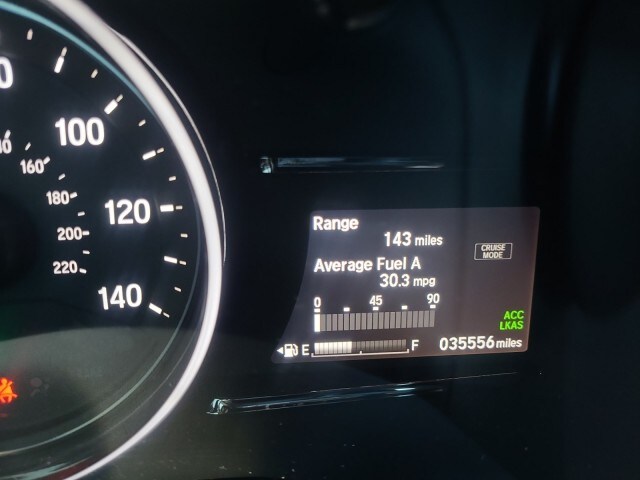 100
120
140
160
180
200
220
Range
143 miles
CRUISE
MODE
Average Fuel A
30.3 mpg
0 45 90
ACC
LKAS
E F 035556 miles